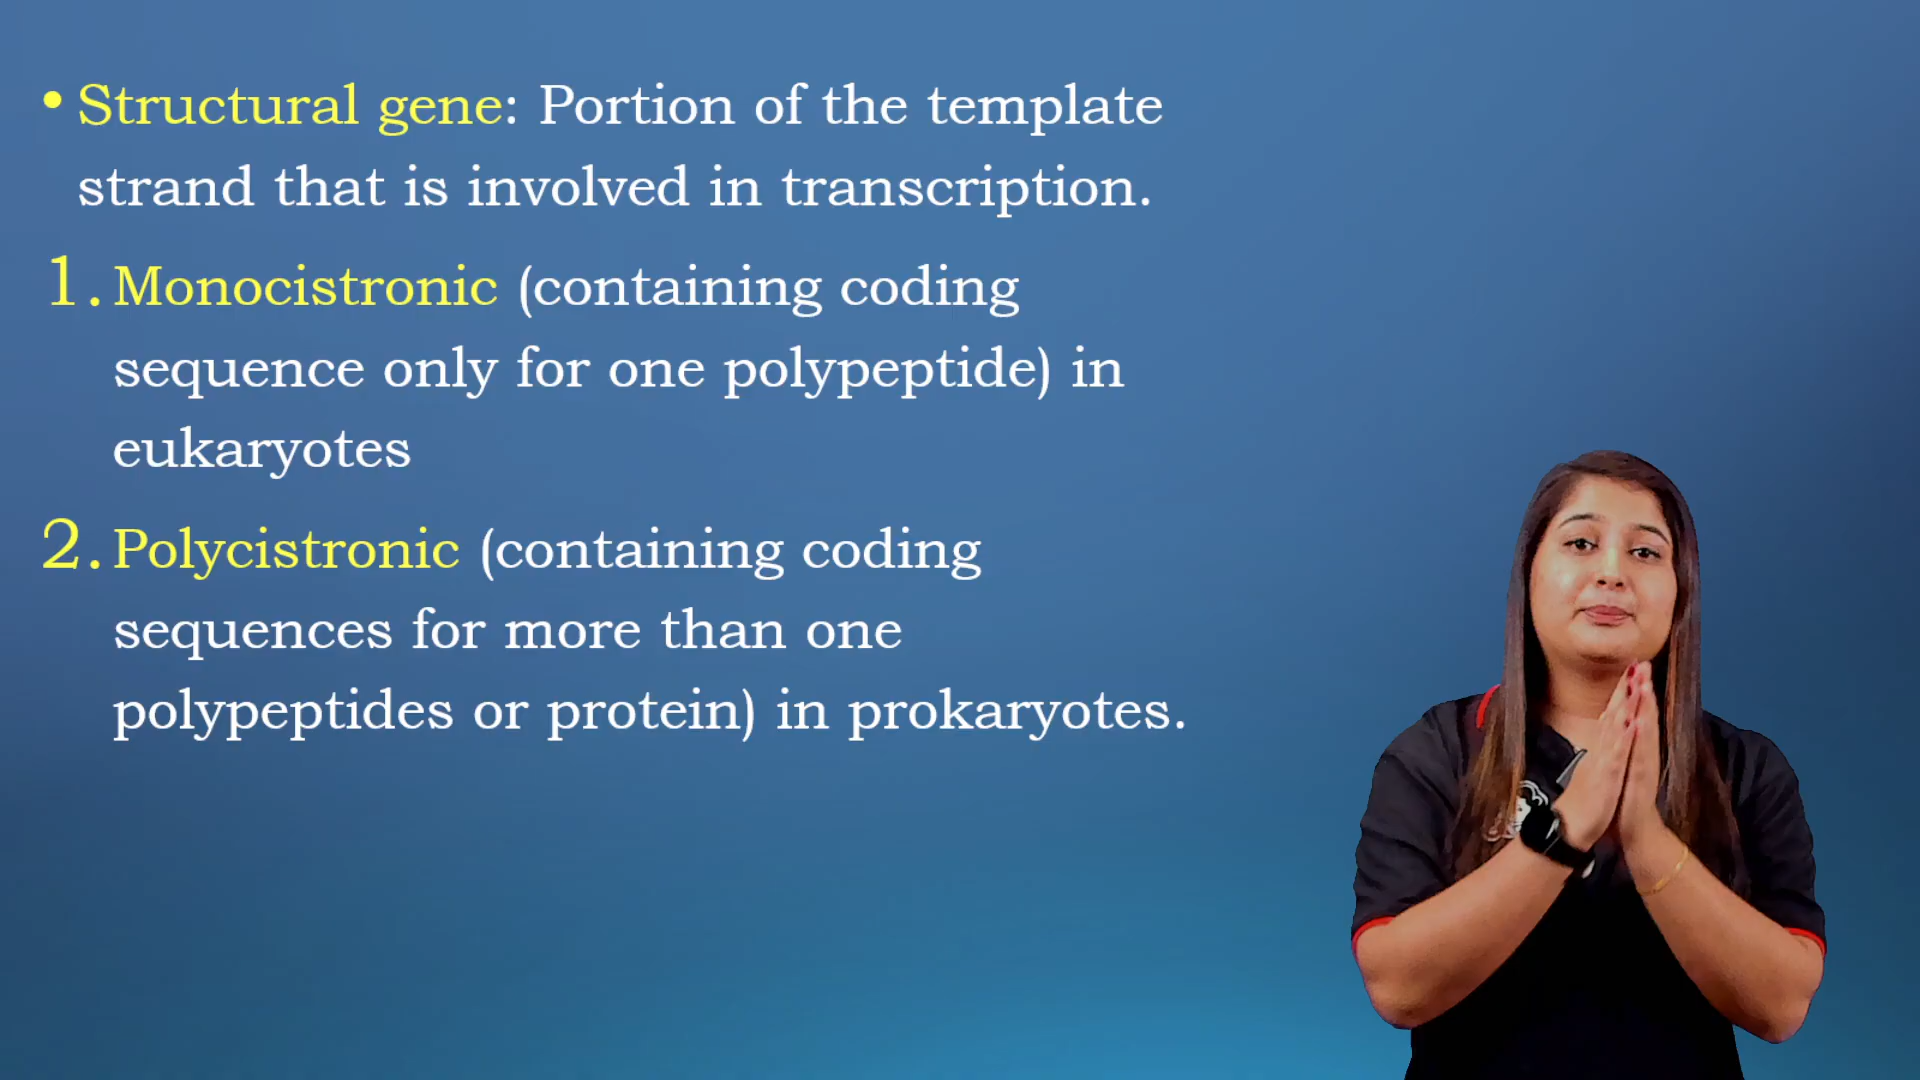 • Structural gene: Portion of the template
strand that is involved in transcription.
1. Monocistronic (containing coding
sequence only for one polypeptide) in
eukaryotes
2. Polycistronic (containing coding
sequences for more than one
polypeptides or protein) in prokaryotes.